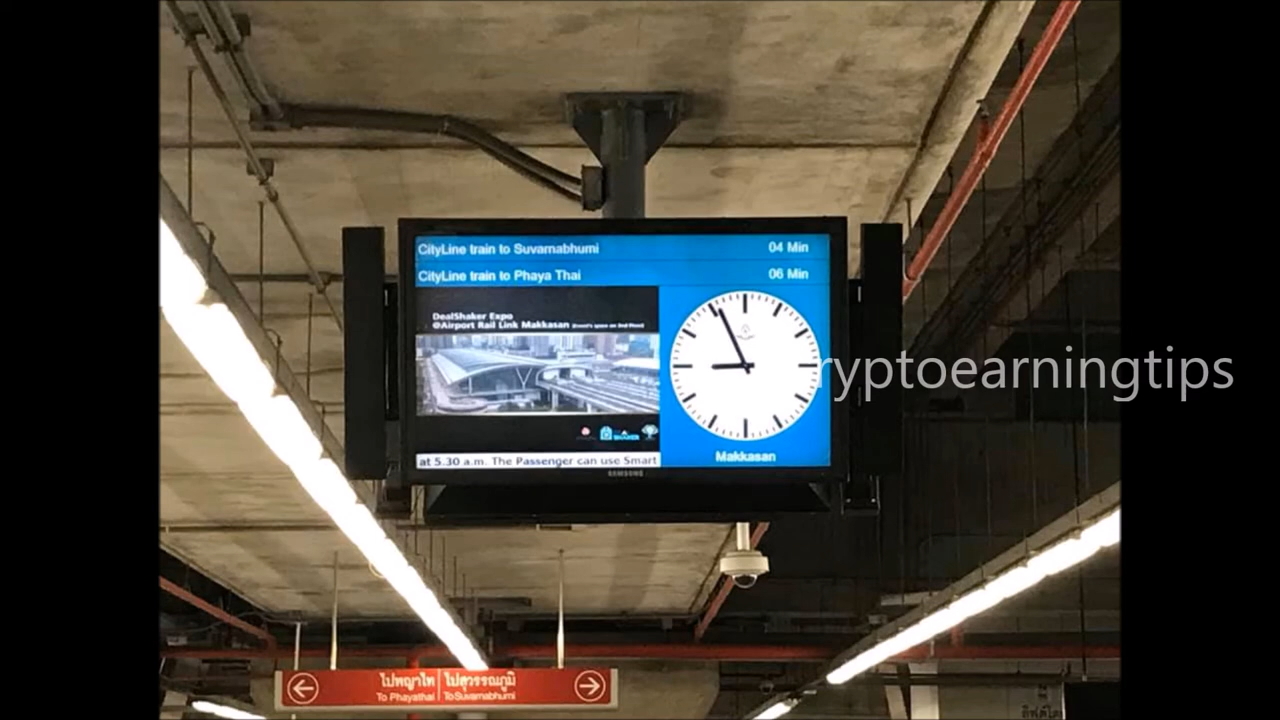 CityLine train to Suvarnabhumi 04 Min
CityLine train to Phaya Thai 06 Min
DealShaker Expo
@Airport Rail Link Makkasan
SHAKER
at 5.30 a.m. The Passenger can use Smart
Makkasan
SAMSUNG
ryptoearningtips
ไปพญาไท ไปสุวรรณภูมิ
To Phayathai To Suvarnabhumi